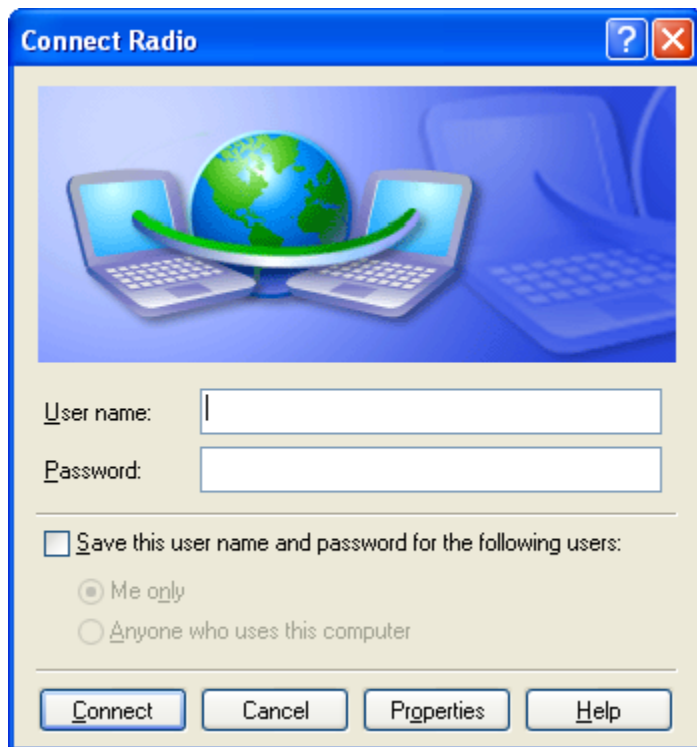 Connect Radio
User name:
Password:
Save this user name and password for the following users:
Me only
Anyone who uses this computer
Connect Cancel Properties Help